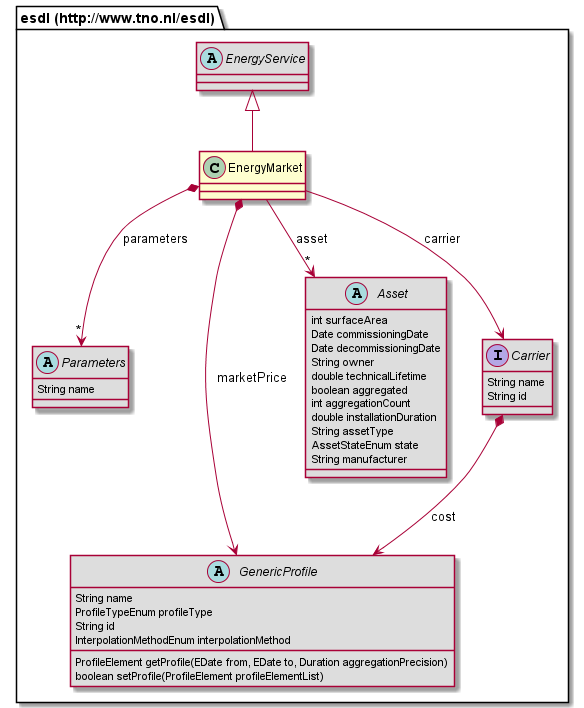 esdl (http://www.tno.nl/esdl)
A EnergyService
C EnergyMarket
parameters
asset
carrier
*
*
marketPrice
A Asset
int surfaceArea
Date commissioningDate
Date decommissioningDate
String owner
double technicalLifetime
boolean aggregated
int aggregationCount
double installationDuration
String assetType
AssetStateEnum state
String manufacturer
A Parameters
String name
I Carrier
String name
String id
cost
A GenericProfile
String name
ProfileTypeEnum profileType
String id
InterpolationMethodEnum interpolationMethod
ProfileElement getProfile(EDate from, EDate to, Duration aggregationPrecision)
boolean setProfile(ProfileElement profileElementList)